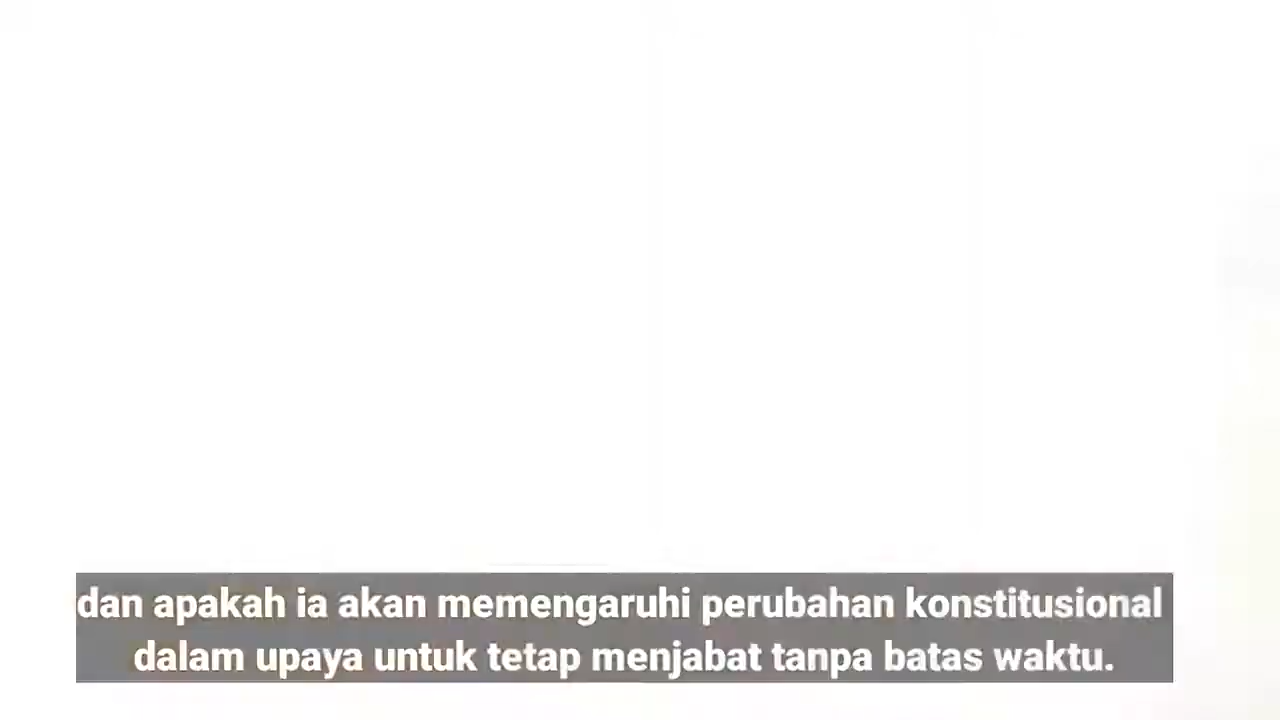 dan apakah ia akan memengaruhi perubahan konstitusional
dalam upaya untuk tetap menjabat tanpa batas waktu.